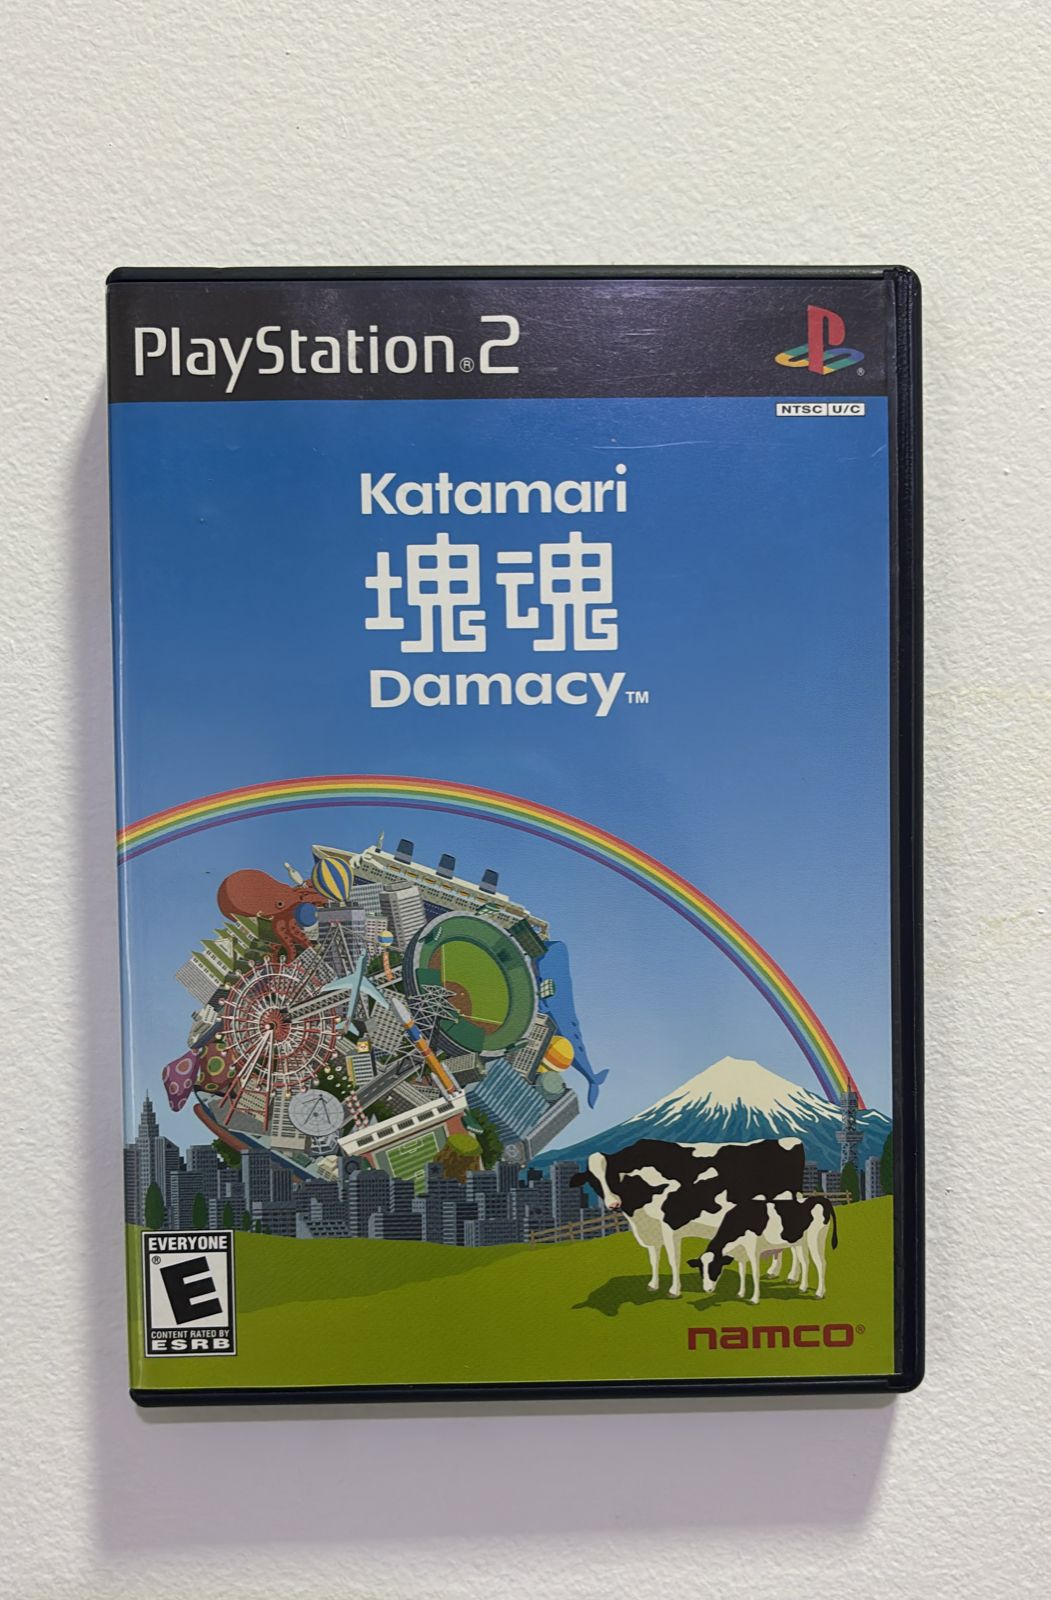 PlayStation®2
NTSC U/C
Katamari
塊魂
Damacy™
EVERYONE
E®
CONTENT RATED BY
ESRB
namco®